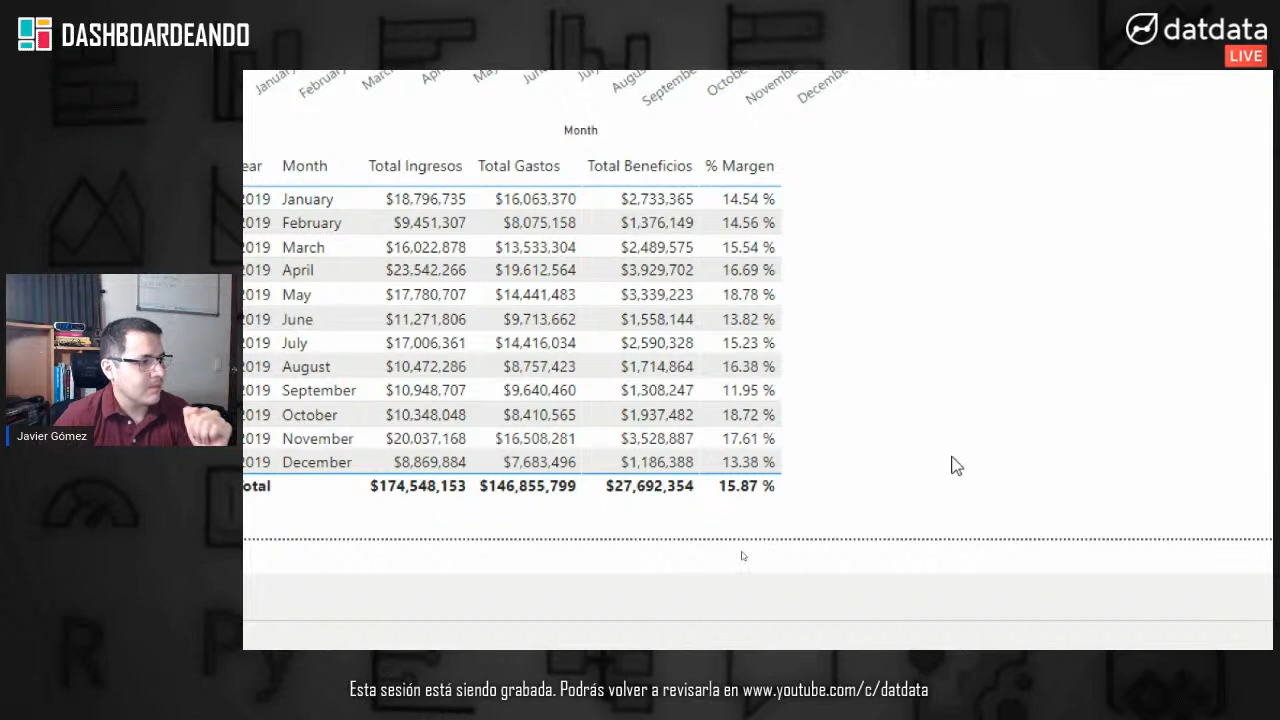 DASHBOARDEANDO
datdata
LIVE
January February March April May June July August September October November December
Month
ear Month Total Ingresos Total Gastos Total Beneficios % Margen
2019 January $18,796,735 $16,063,370 $2,733,365 14.54 %
2019 February $9,451,307 $8,075,158 $1,376,149 14.56 %
2019 March $16,022,878 $13,533,304 $2,489,575 15.54 %
2019 April $23,542,266 $19,612,564 $3,929,702 16.69 %
2019 May $17,780,707 $14,441,483 $3,339,223 18.78 %
2019 June $11,271,806 $9,713,662 $1,558,144 13.82 %
2019 July $17,006,361 $14,416,034 $2,590,328 15.23 %
2019 August $10,472,286 $8,757,423 $1,714,864 16.38 %
2019 September $10,948,707 $9,640,460 $1,308,247 11.95 %
2019 October $10,348,048 $8,410,565 $1,937,482 18.72 %
2019 November $20,037,168 $16,508,281 $3,528,887 17.61 %
2019 December $8,869,884 $7,683,496 $1,186,388 13.38 %
otal $174,548,153 $146,855,799 $27,692,354 15.87 %
Javier Gómez
R Py
Esta sesión está siendo grabada. Podrás volver a revisarla en www.youtube.com/c/datdata